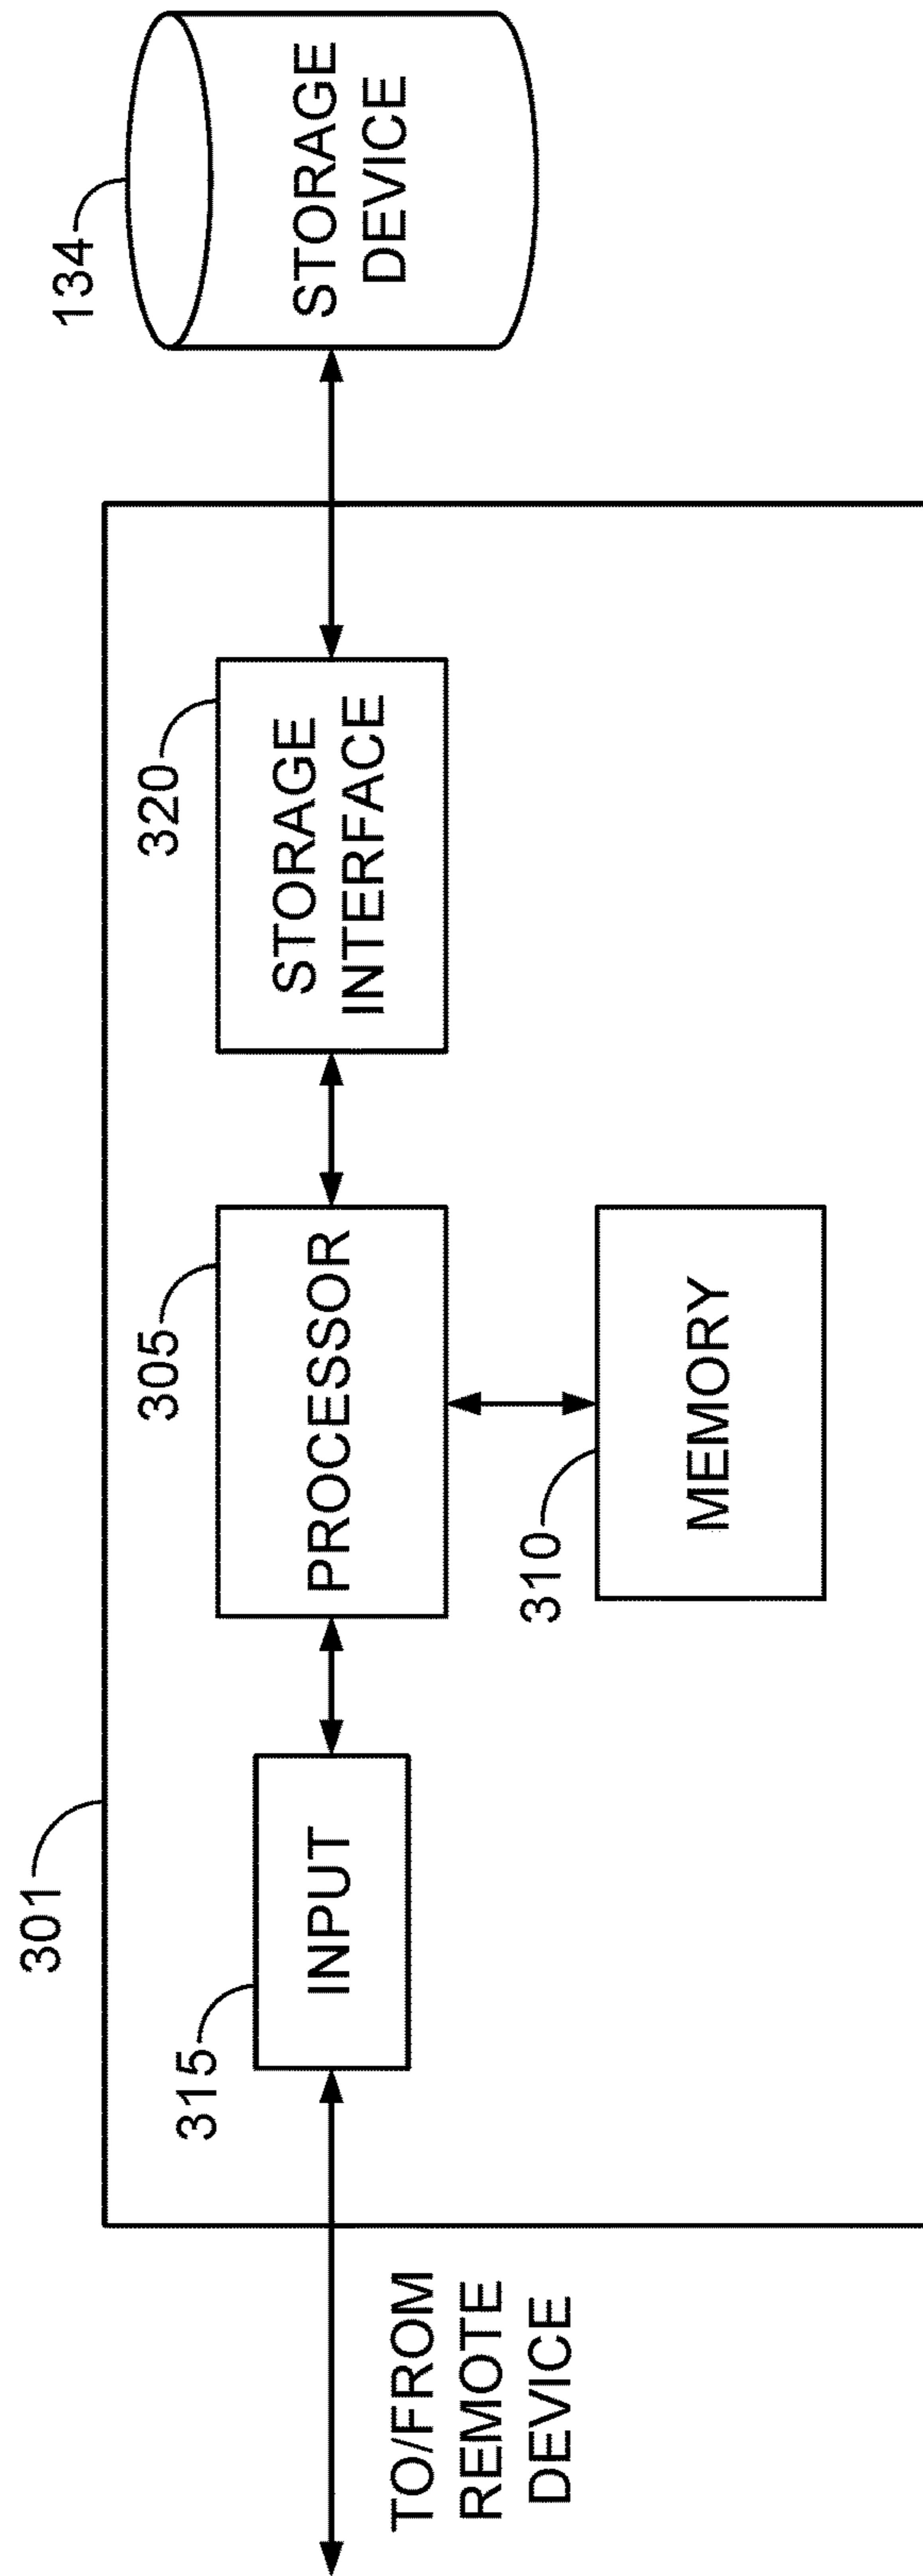 301
315
INPUT
305
PROCESSOR
320
STORAGE
INTERFACE
134
STORAGE
DEVICE
310
MEMORY
TO/FROM
REMOTE
DEVICE